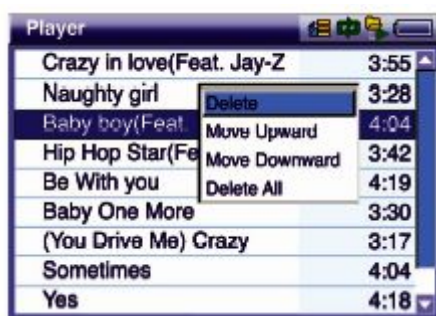 Player
Crazy in love(Feat. Jay-Z 3:55
Naughty girl 3:28
Baby boy(Feat. 4:04
Hip Hop Star(Fe 3:42
Be With you 4:19
Baby One More 3:30
(You Drive Me) Crazy 3:17
Sometimes 4:04
Yes 4:18
Delete
Move Upward
Move Downward
Delete All